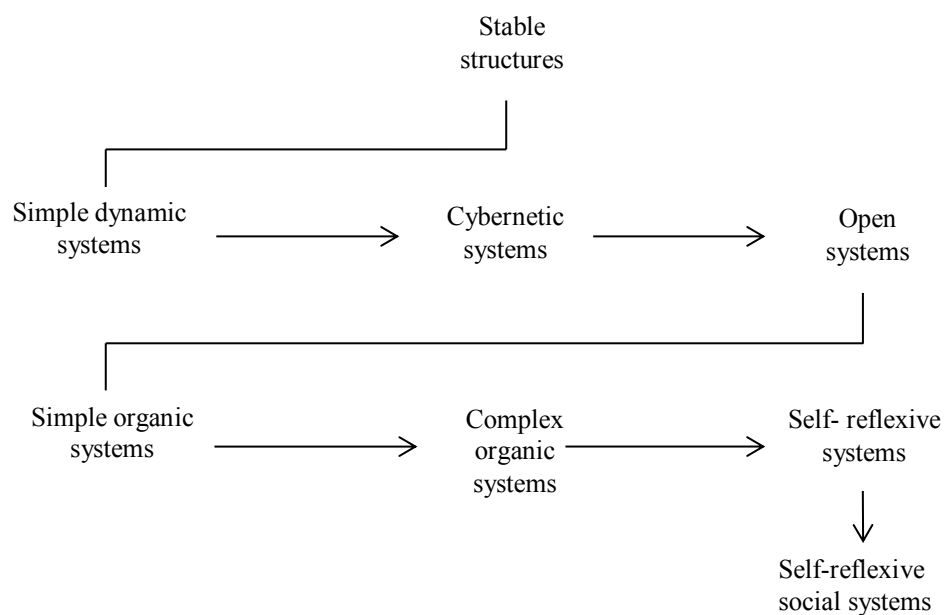 Stable
structures
Simple dynamic
systems
Cybernetic
systems
Open
systems
Simple organic
systems
Complex
organic
systems
Self- reflexive
systems
Self-reflexive
social systems